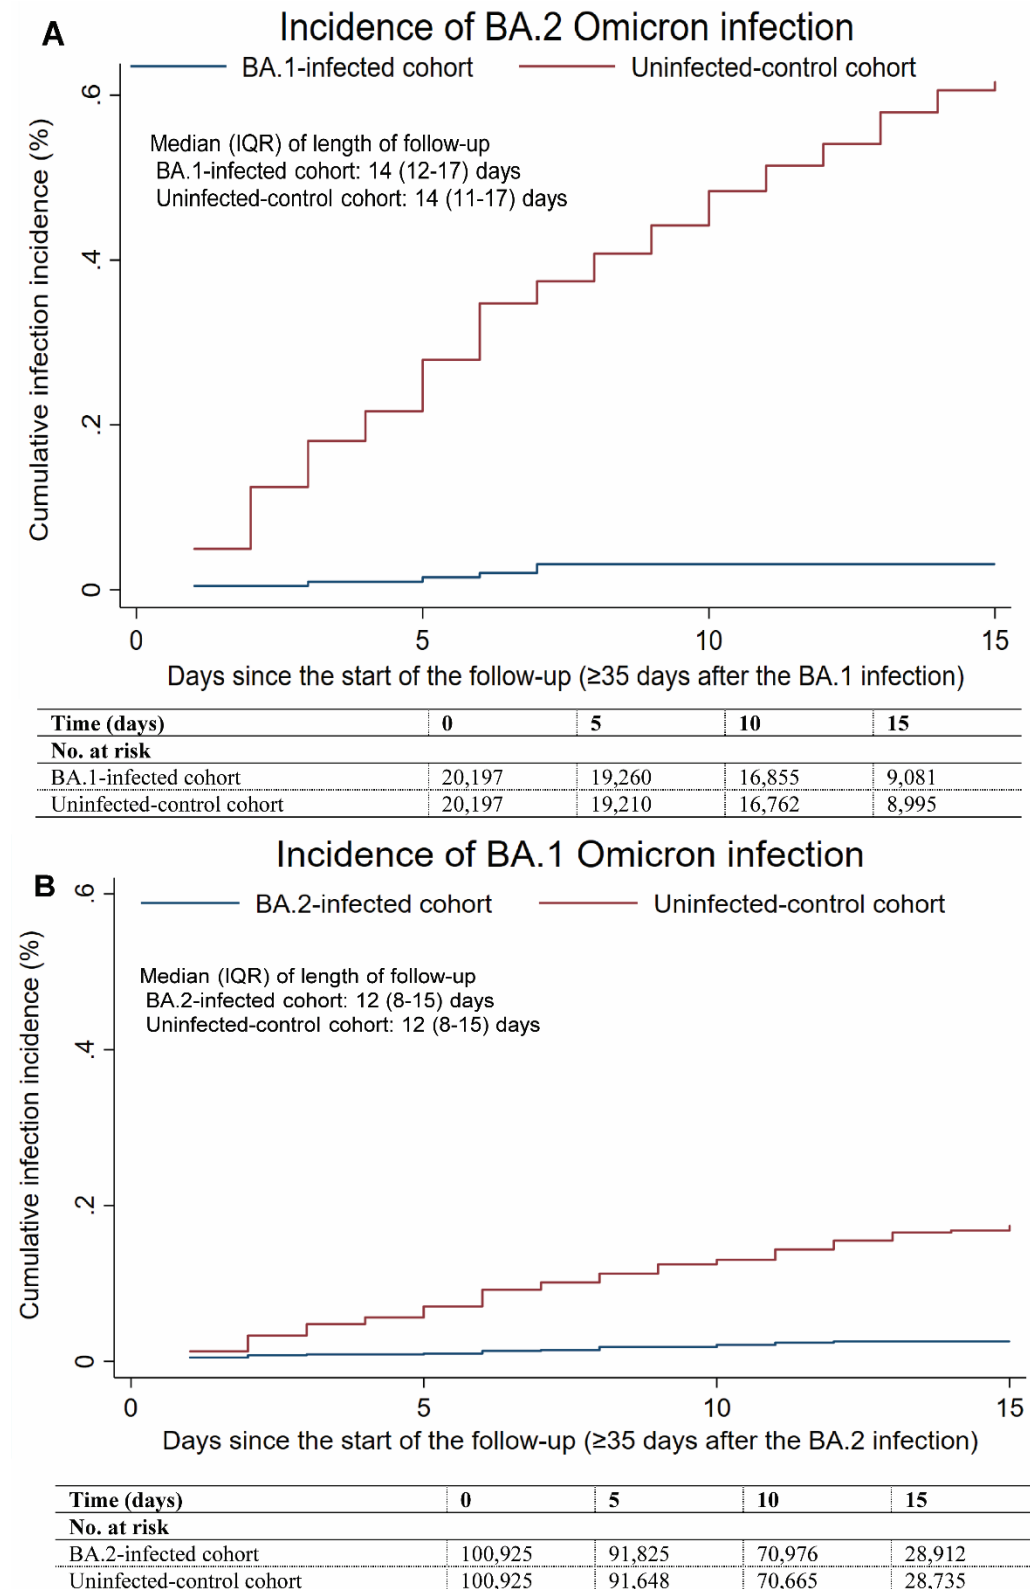 A
Incidence of BA.2 Omicron infection
BA.1-infected cohort Uninfected-control cohort
Median (IQR) of length of follow-up
BA.1-infected cohort: 14 (12-17) days
Uninfected-control cohort: 14 (11-17) days
Cumulative infection incidence (%)
.6
.4
.2
0
0 5 10 15
Days since the start of the follow-up (≥35 days after the BA.1 infection)
Time (days) 0 5 10 15
No. at risk
BA.1-infected cohort 20,197 19,260 16,855 9,081
Uninfected-control cohort 20,197 19,210 16,762 8,995
Incidence of BA.1 Omicron infection
B
BA.2-infected cohort Uninfected-control cohort
Median (IQR) of length of follow-up
BA.2-infected cohort: 12 (8-15) days
Uninfected-control cohort: 12 (8-15) days
Cumulative infection incidence (%)
.6
.4
.2
0
0 5 10 15
Days since the start of the follow-up (≥35 days after the BA.2 infection)
Time (days) 0 5 10 15
No. at risk
BA.2-infected cohort 100,925 91,825 70,976 28,912
Uninfected-control cohort 100,925 91,648 70,665 28,735